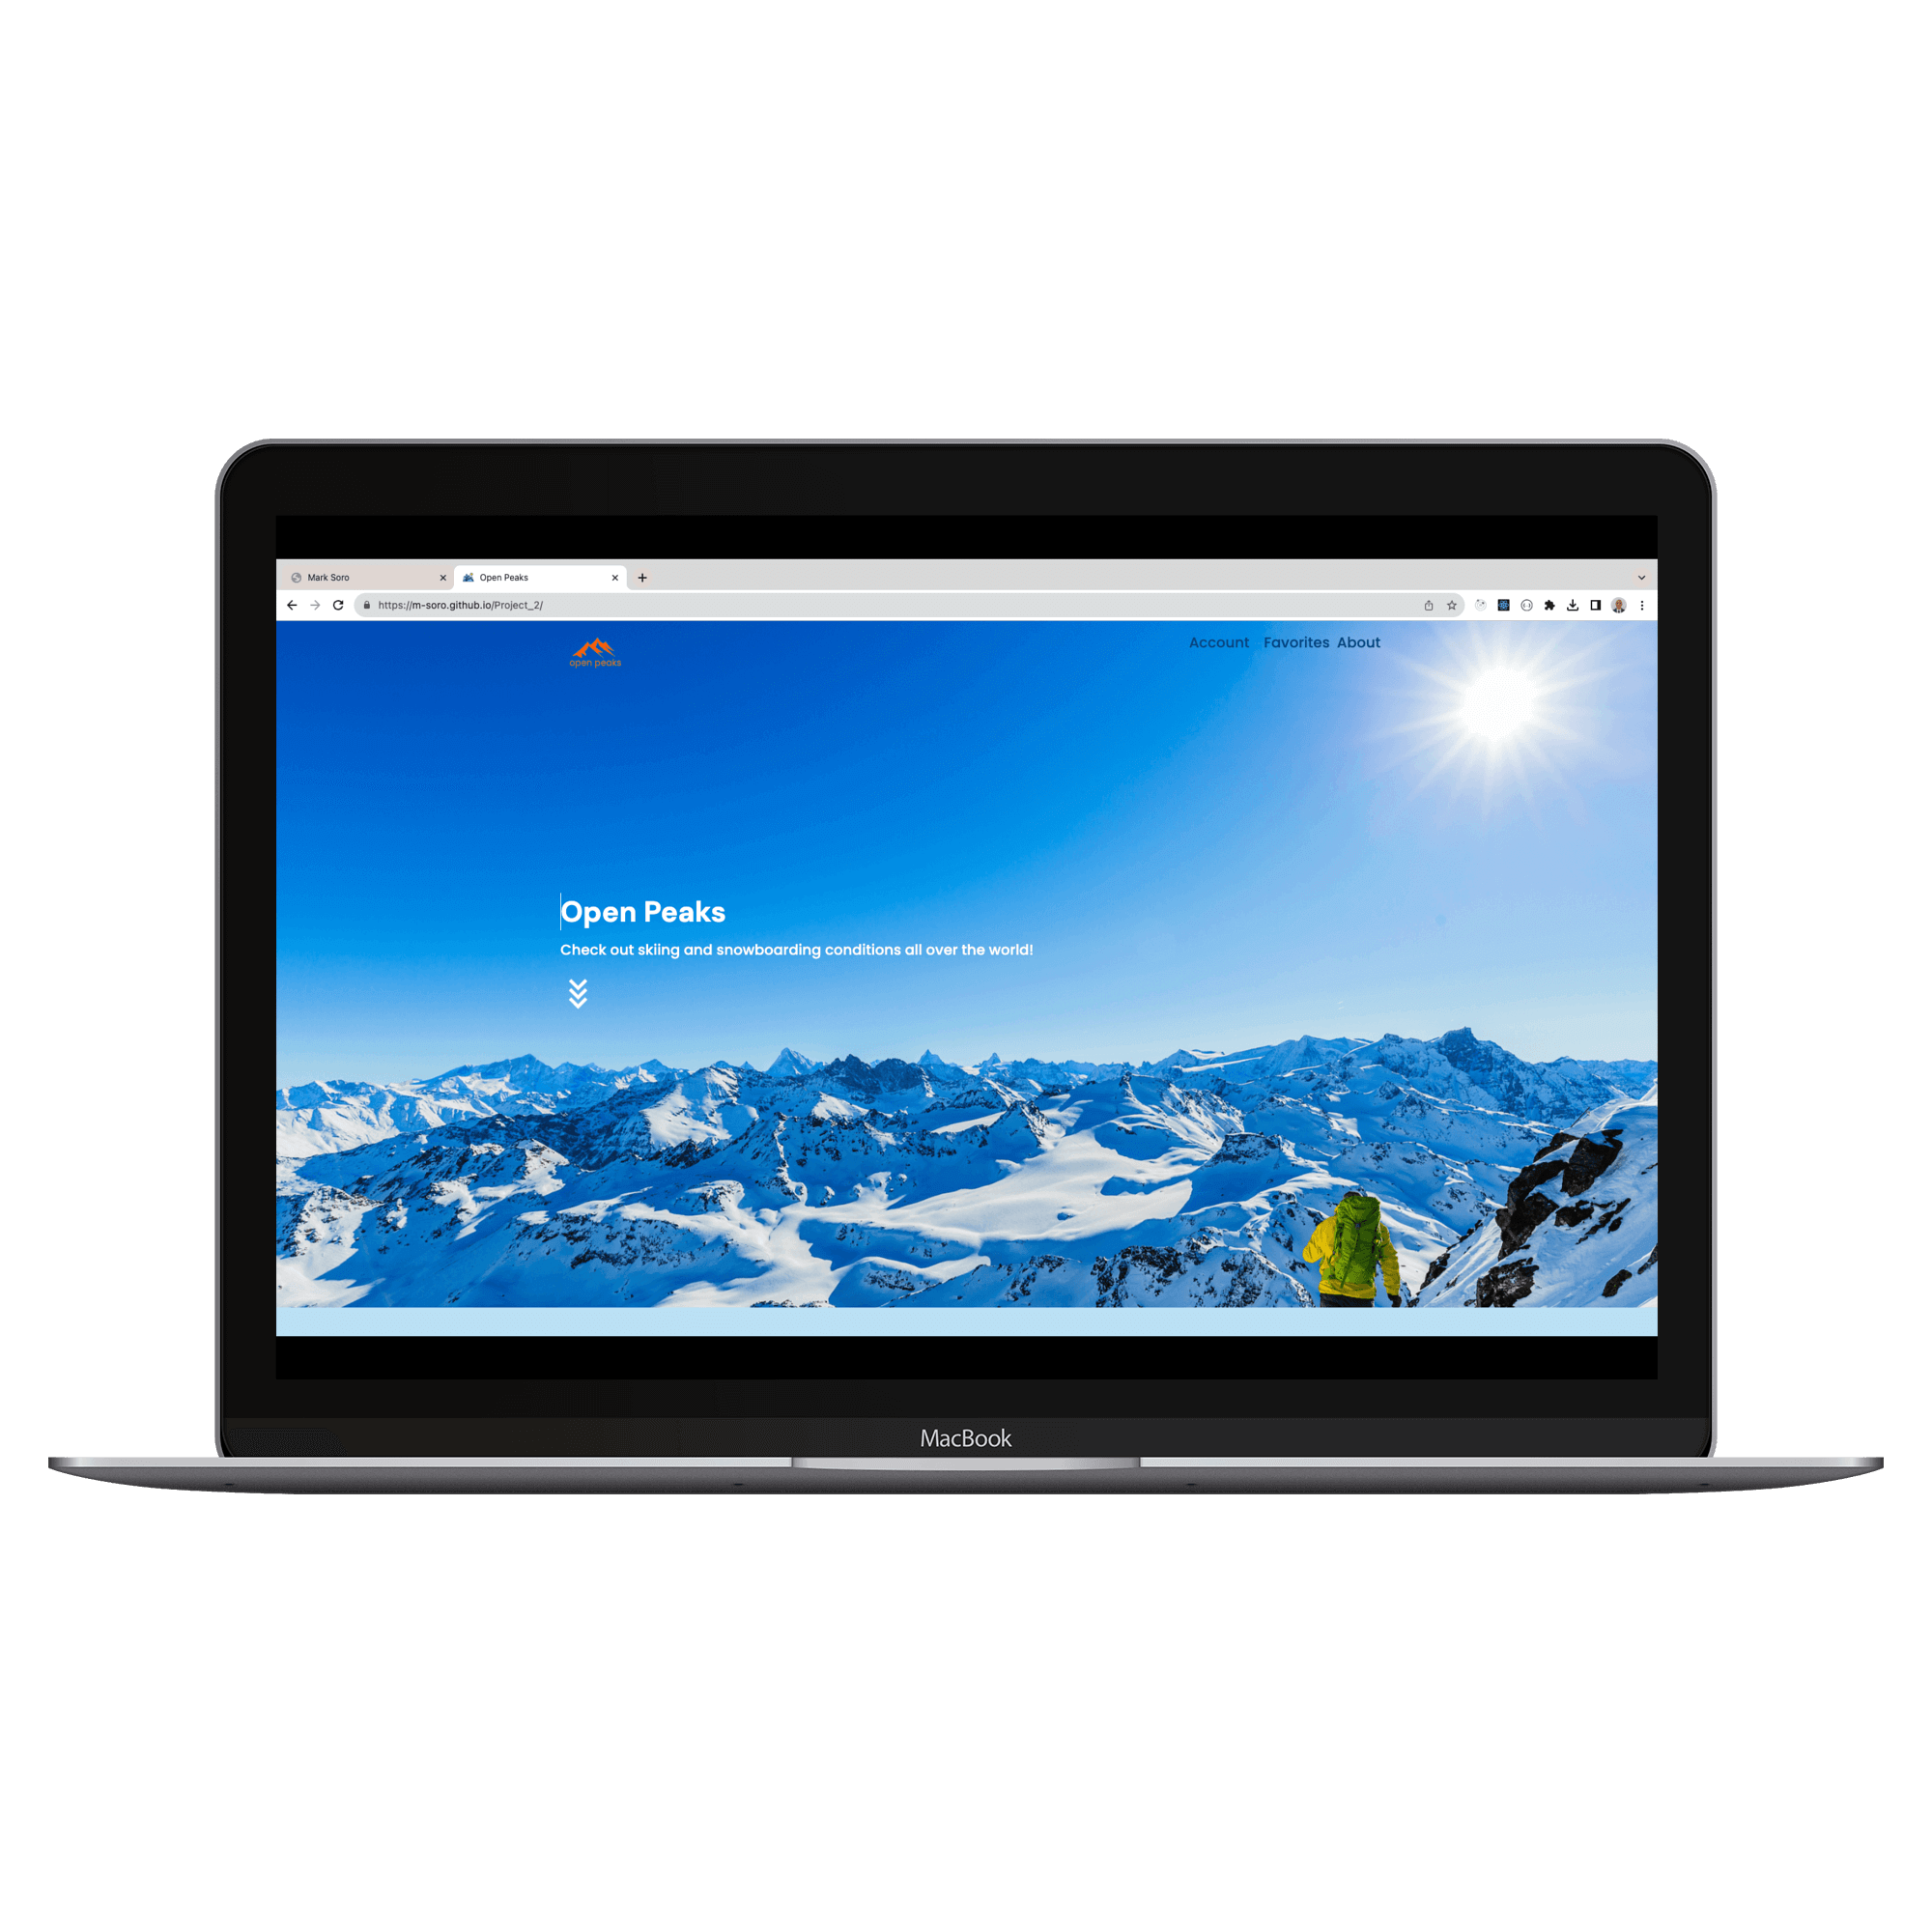 Mark Soro
Open Peaks
https://m-soro.github.io/Project_2/
open peaks
Account Favorites About
Open Peaks
Check out skiing and snowboarding conditions all over the world!
MacBook